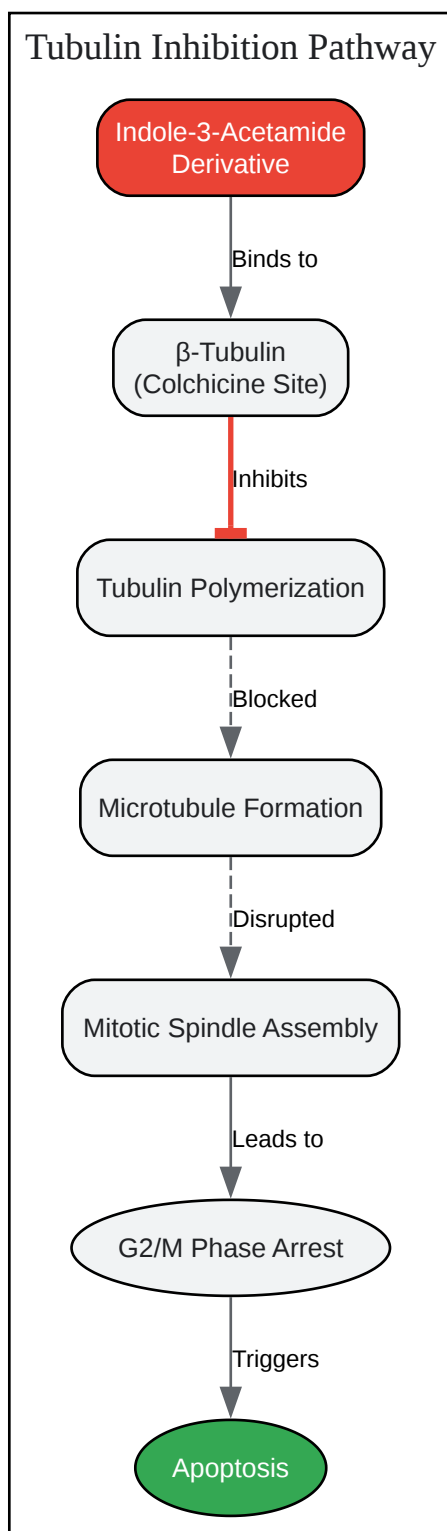 Tubulin Inhibition Pathway
Indole-3-Acetamide
Derivative
Binds to
β-Tubulin
(Colchicine Site)
Inhibits
Tubulin Polymerization
Blocked
Microtubule Formation
Disrupted
Mitotic Spindle Assembly
Leads to
G2/M Phase Arrest
Triggers
Apoptosis